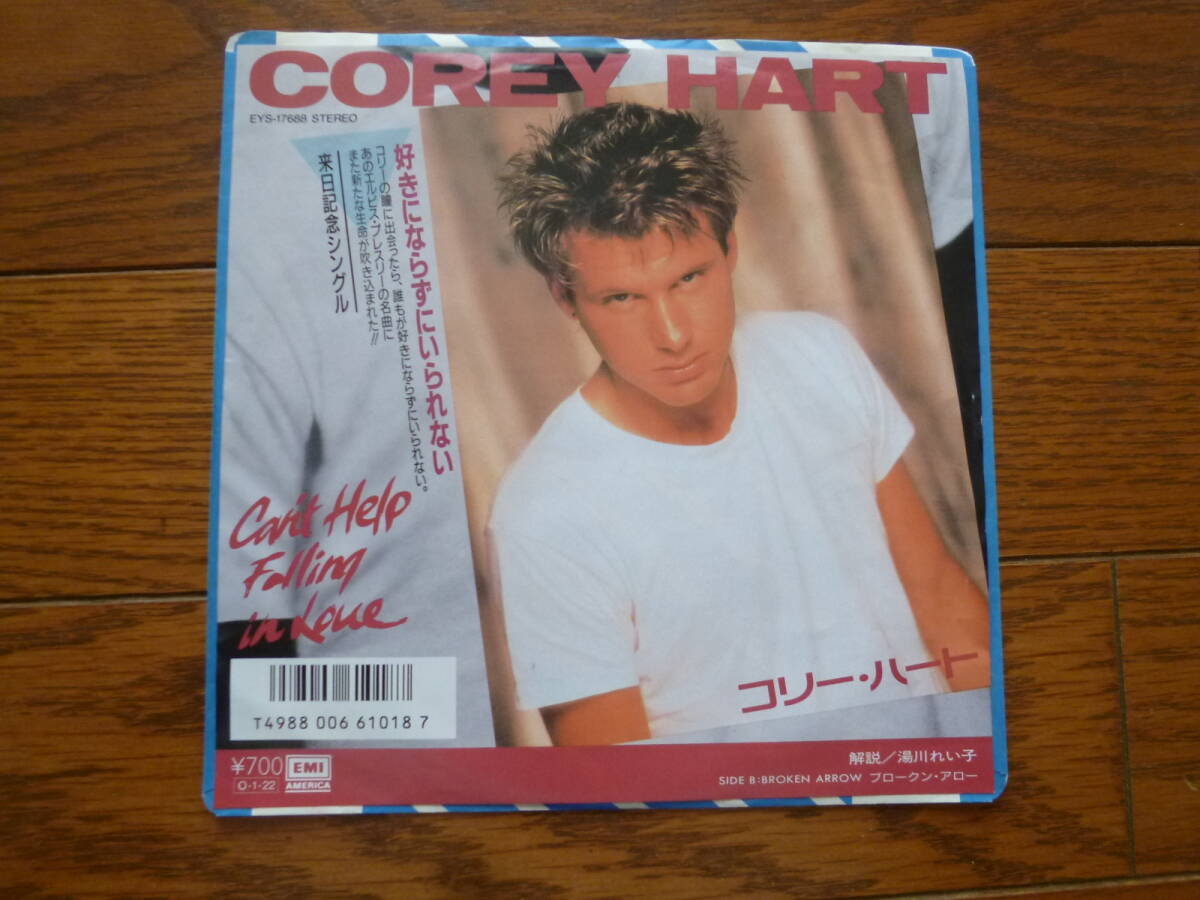 COREY HART
EYS-17688 STEREO
好きにならずにいられない
コリーの瞳に出会ったら、誰もが好きにならずにいられない。
あのエルビス・プレスリーの名曲に
また新たな生命が吹き込まれた!!
来日記念シングル
Can't Help
Falling
in Love
コリー・ハート
T4988 006 61018 7
¥700
EMI
AMERICA
O-1-22
解説／湯川れい子
SIDE B:BROKEN ARROW ブロークン・アロー